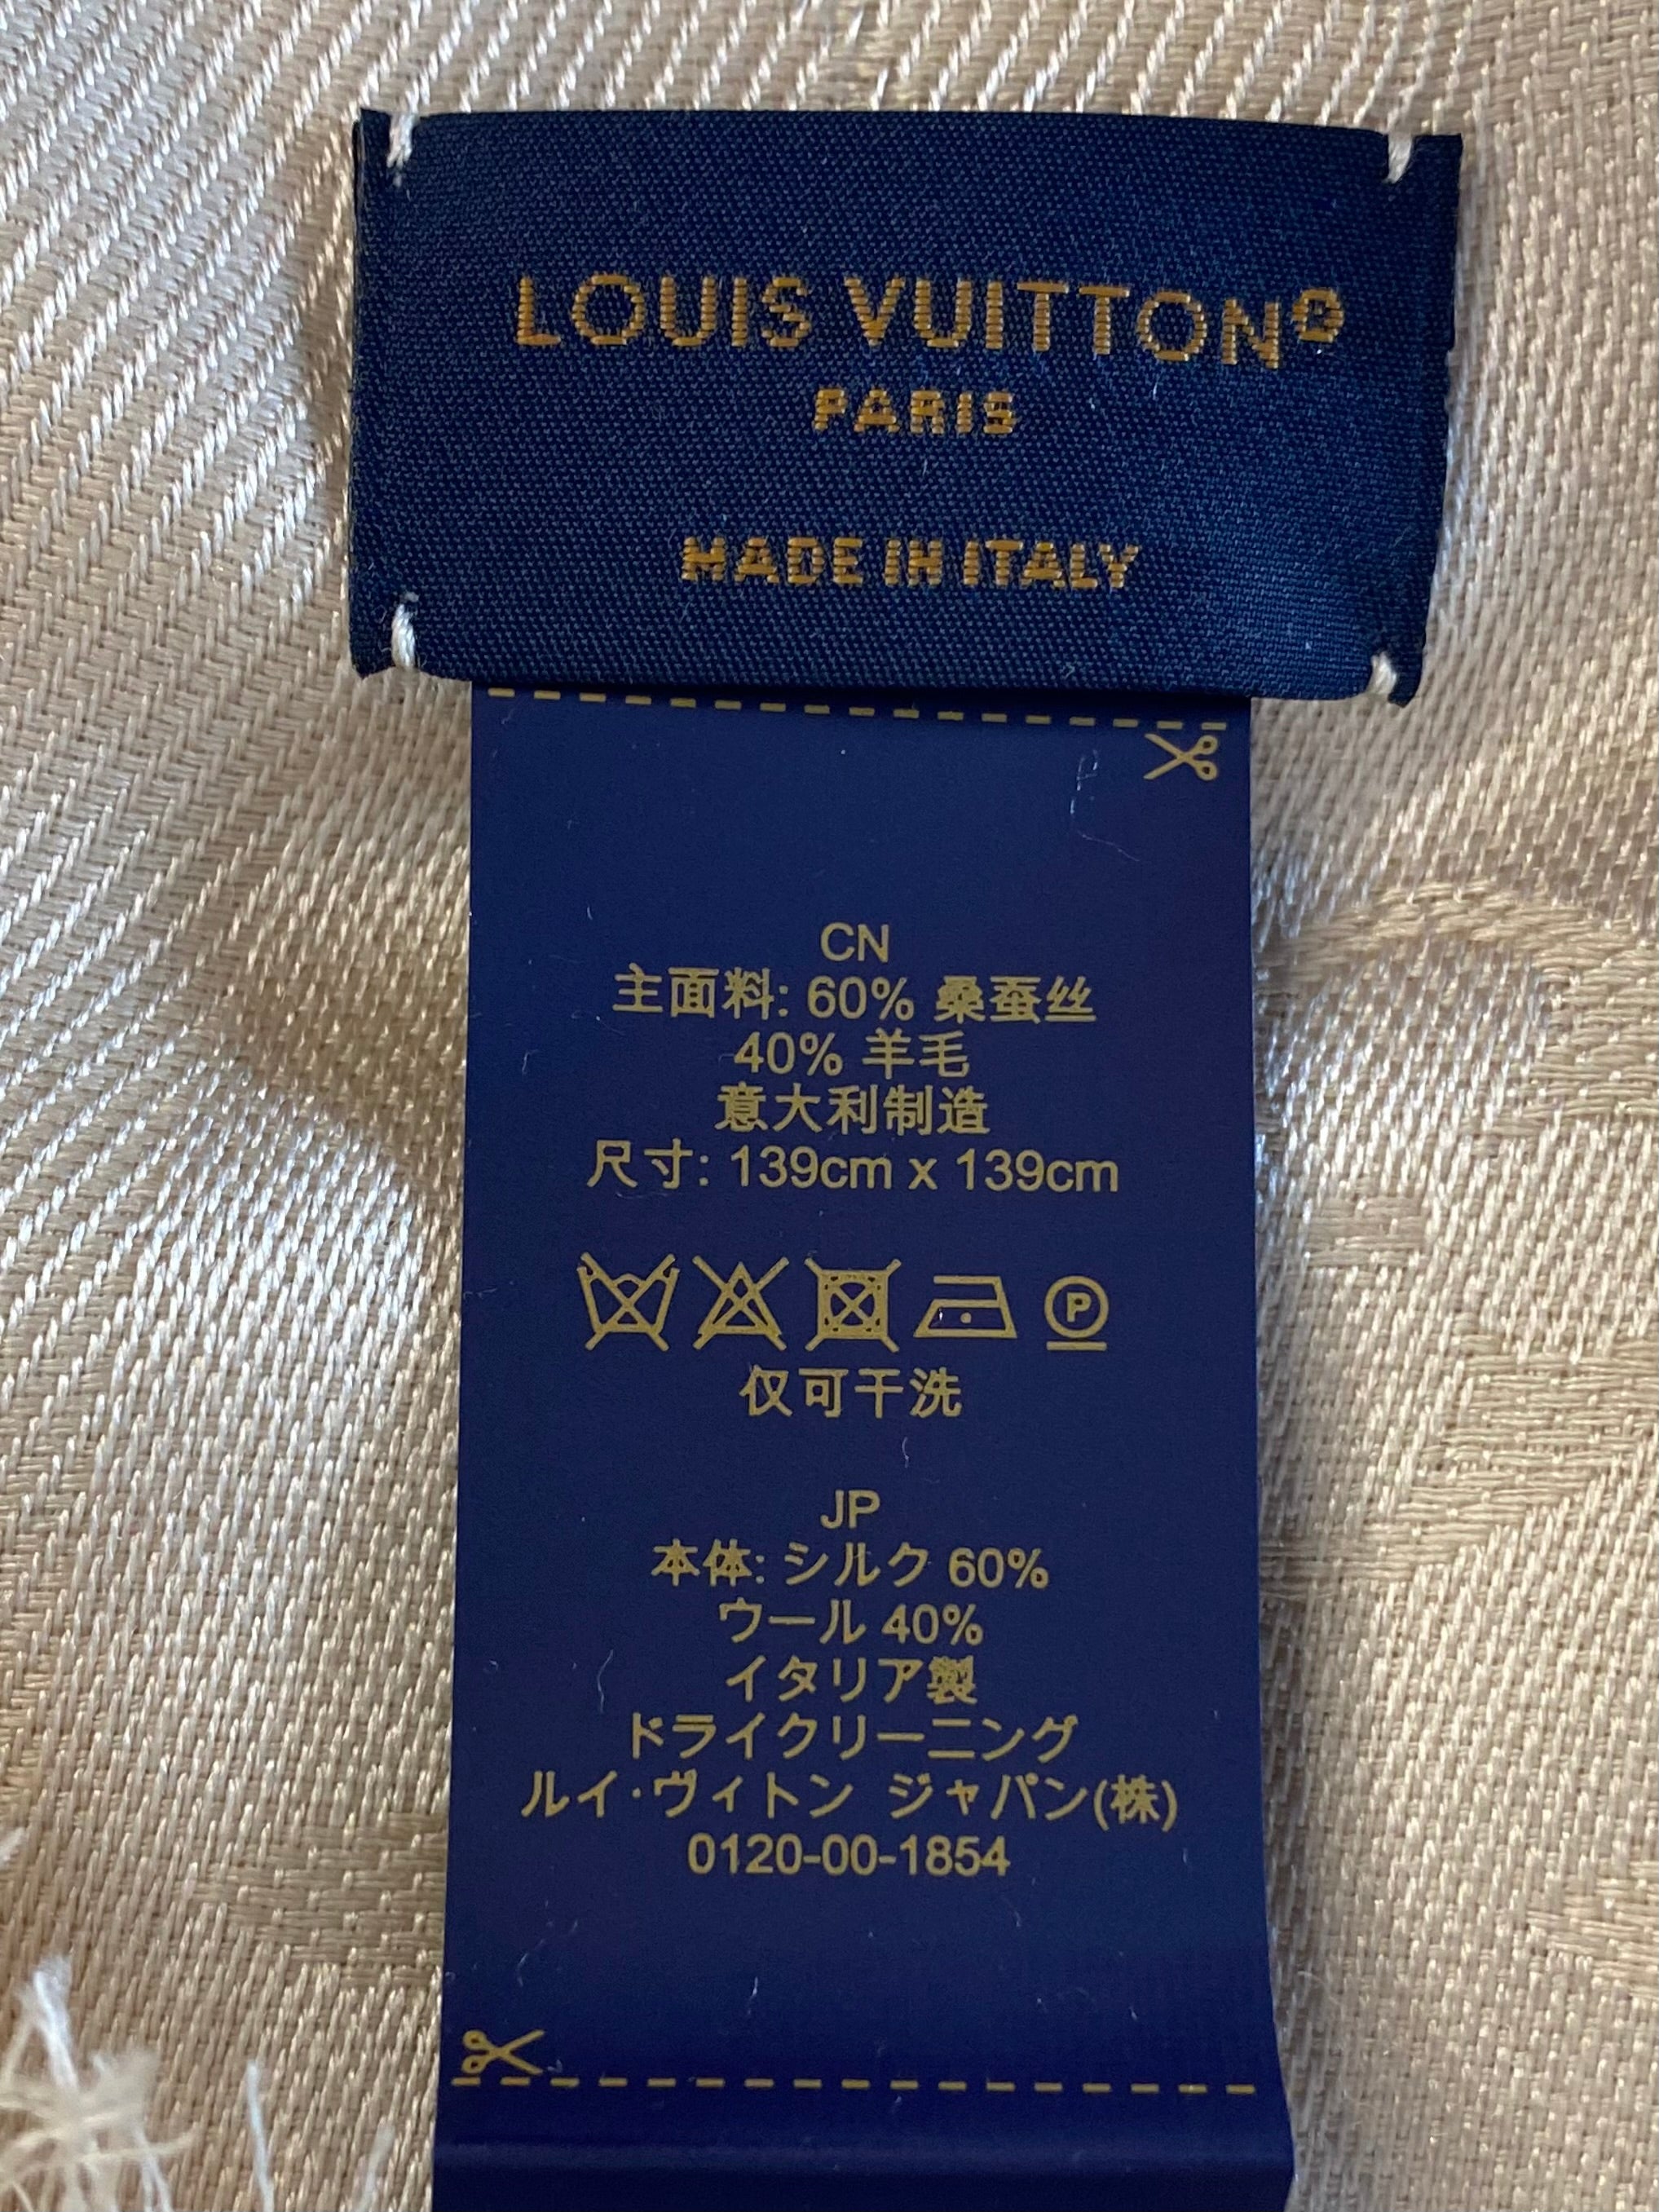 LOUIS VUITTON®
PARIS
MADE IN ITALY
CN
主面料: 60% 桑蚕丝
40% 羊毛
意大利制造
尺寸: 139cm x 139cm
P
仅可干洗
JP
本体: シルク 60%
ウール 40%
イタリア製
ドライクリーニング
ルイ·ヴィトン ジャパン(株)
0120-00-1854